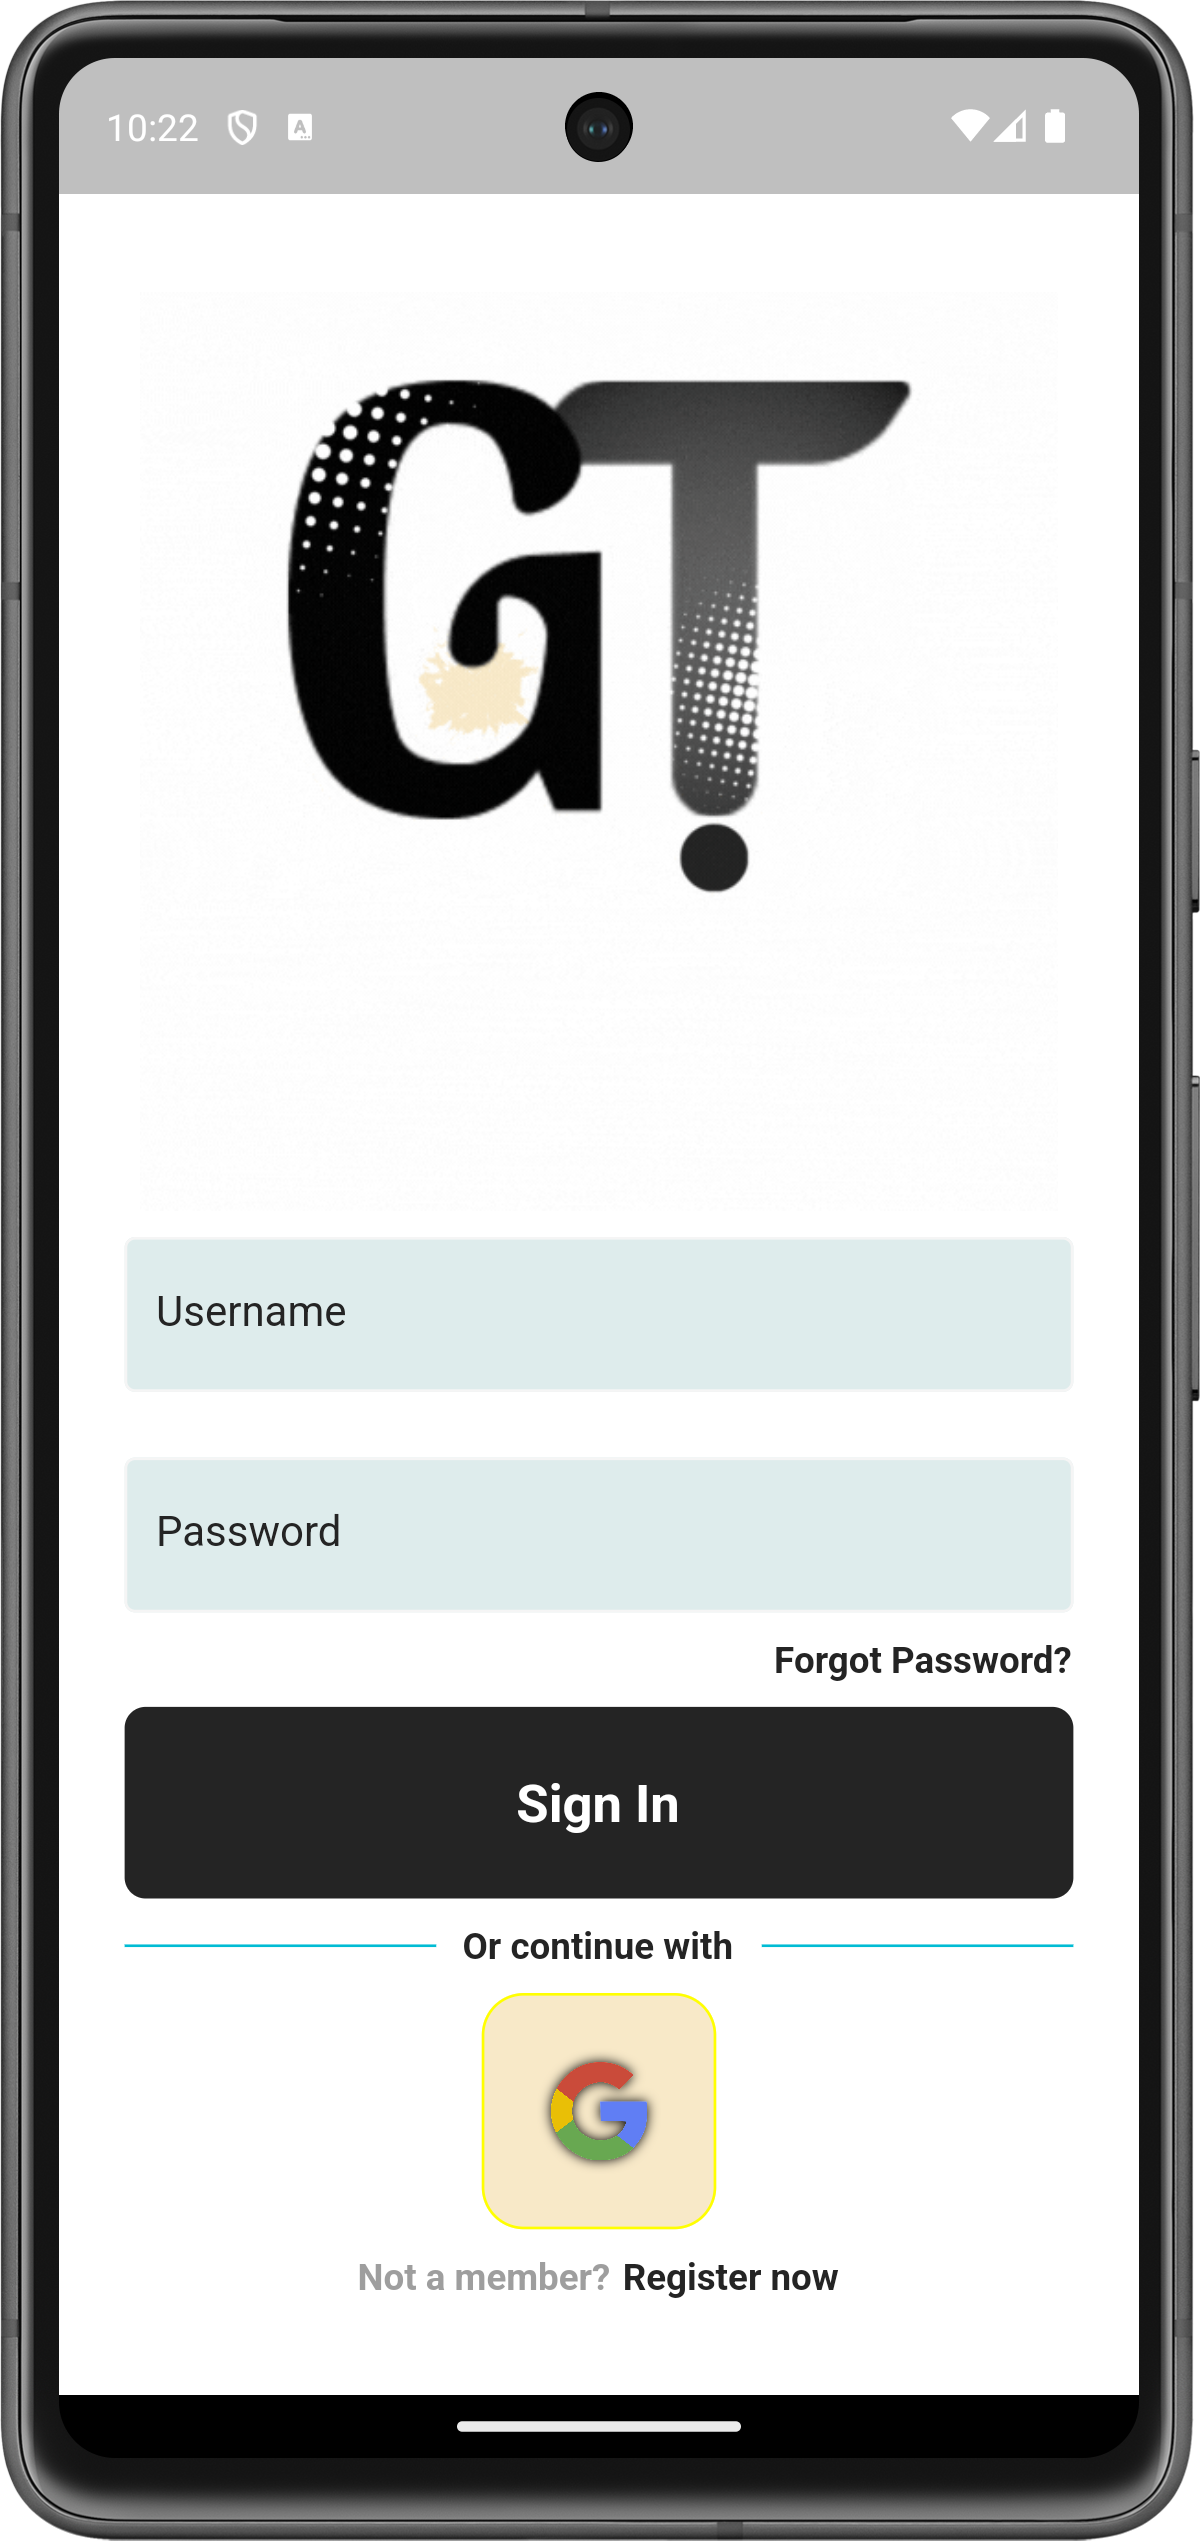 10:22
GT
Username
Password
Forgot Password?
Sign In
Or continue with
G
Not a member? Register now